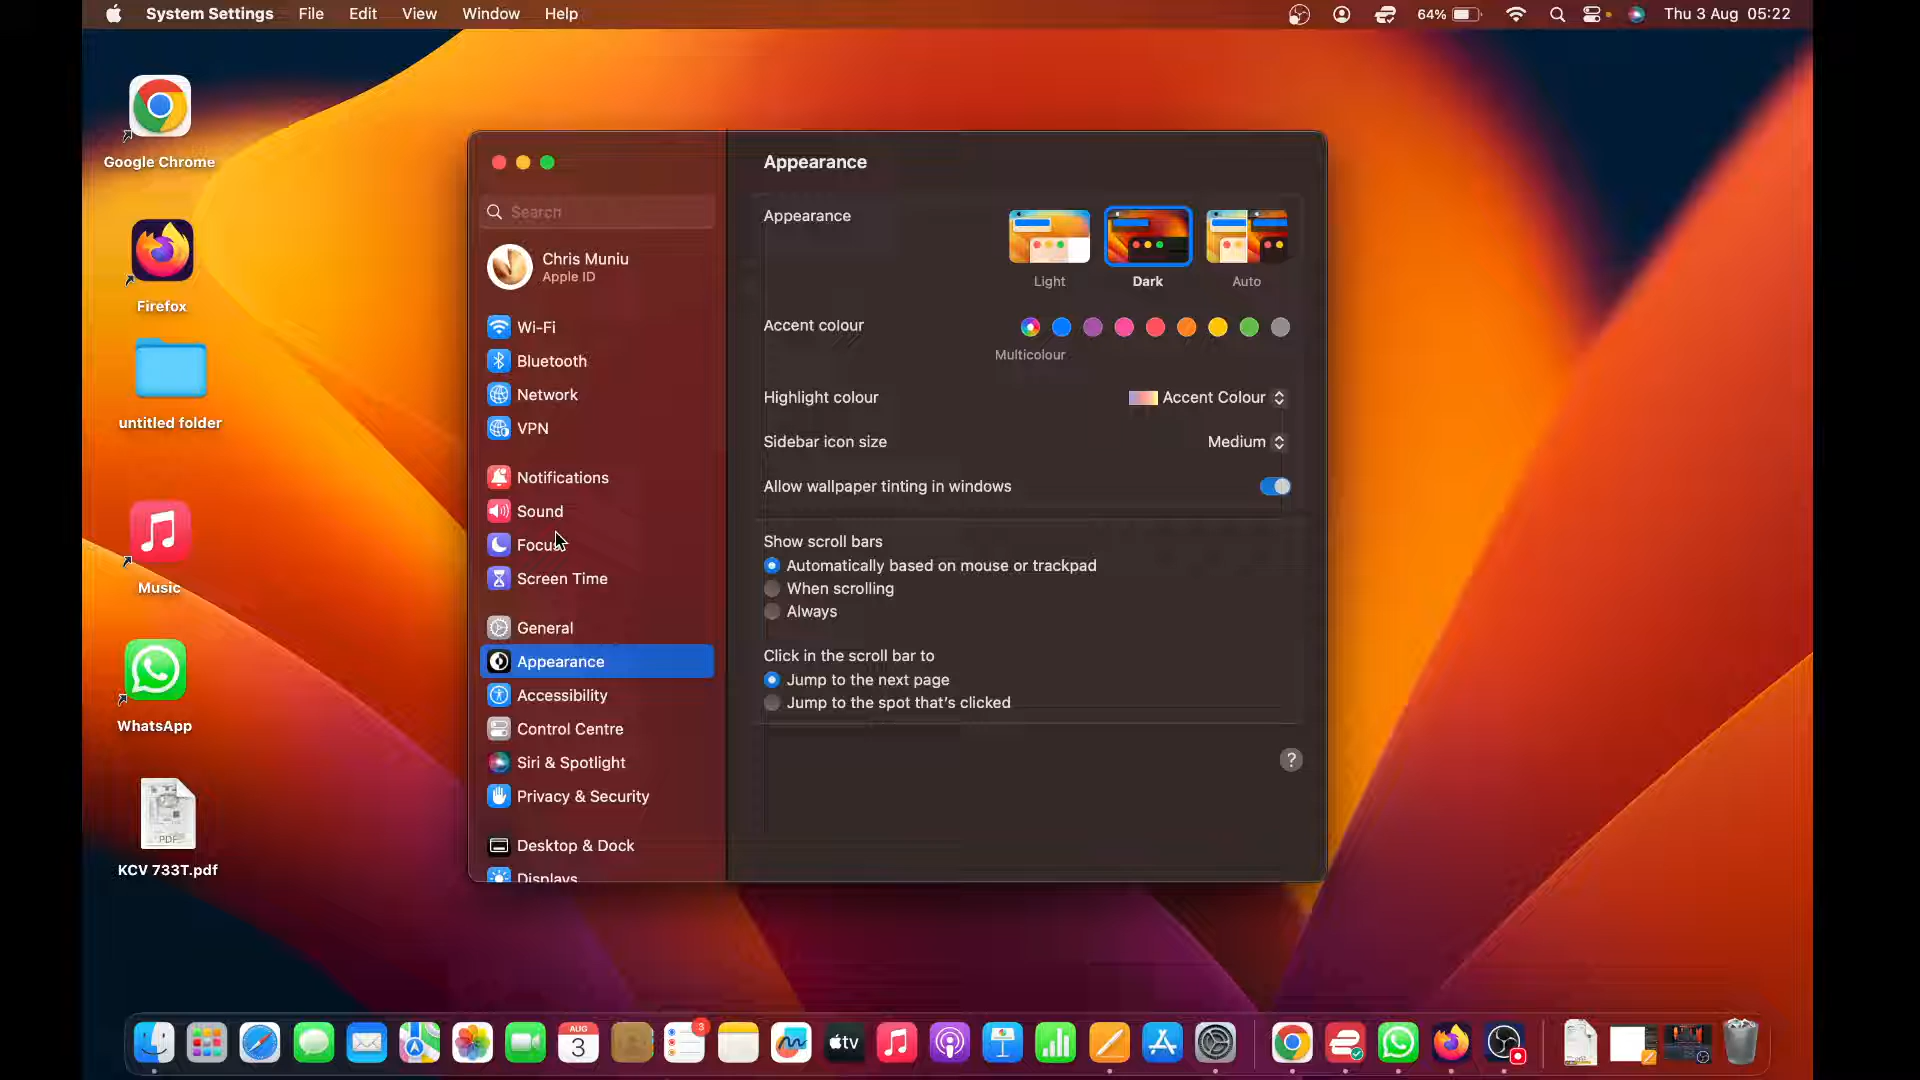 System Settings File Edit View Window Help 64% Thu 3 Aug 05:22
Google Chrome
Firefox
untitled folder
Music
WhatsApp
PDF
KCV 733T.pdf
Search
Chris Muniu
Apple ID
Wi-Fi
Bluetooth
Network
VPN
Notifications
Sound
Focus
Screen Time
General
Appearance
Accessibility
Control Centre
Siri & Spotlight
Privacy & Security
Desktop & Dock
Displays
Appearance
Appearance
Light Dark Auto
Accent colour
Multicolour
Highlight colour Accent Colour
Sidebar icon size Medium
Allow wallpaper tinting in windows
Show scroll bars
Automatically based on mouse or trackpad
When scrolling
Always
Click in the scroll bar to
Jump to the next page
Jump to the spot that's clicked
?
AUG
3
3
tv